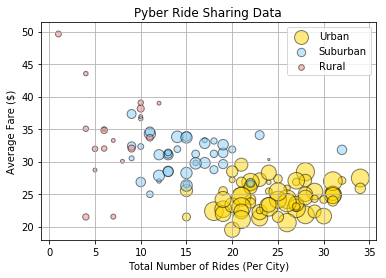 Pyber Ride Sharing Data
Urban
Suburban
Rural
Average Fare ($)
50
45
40
35
30
25
20
0 5 10 15 20 25 30 35
Total Number of Rides (Per City)